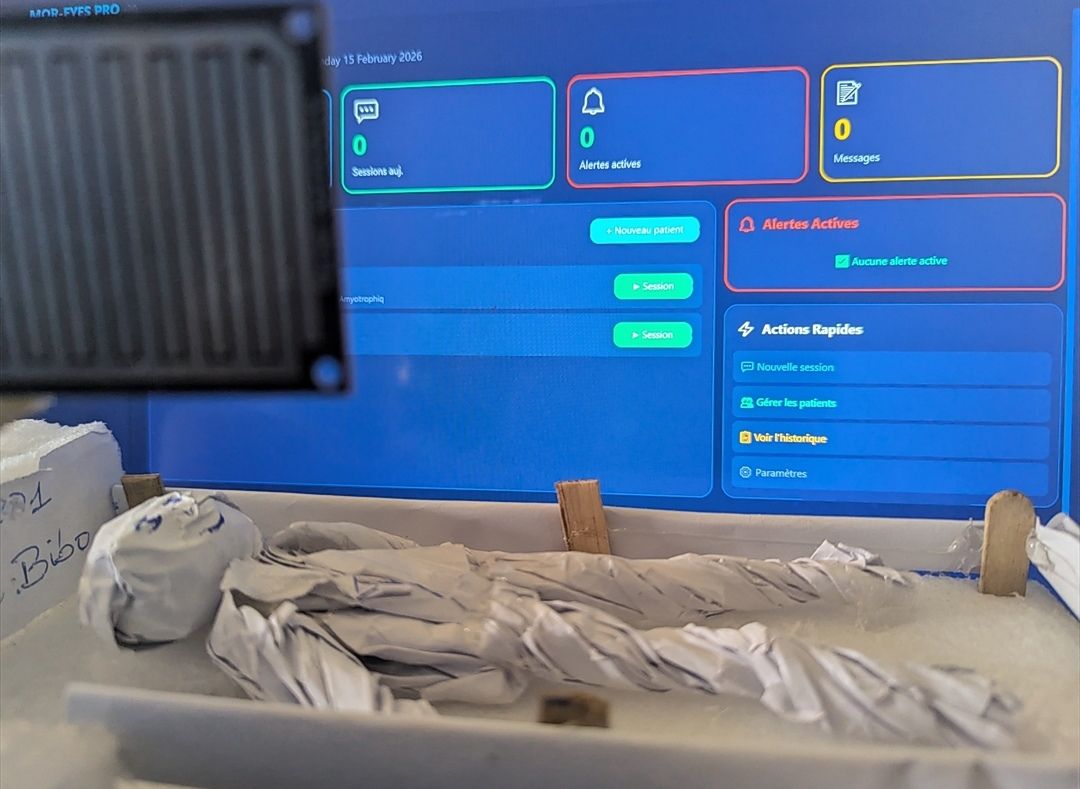 MOR-EYES PRO
day 15 February 2026
0
Sessions auj.
0
Alertes actives
0
Messages
+ Nouveau patient
Amyotrophiq
► Session
► Session
Alertes Actives
Aucune alerte active
Actions Rapides
Nouvelle session
Gérer les patients
Voir l'historique
Paramètres
Bibo